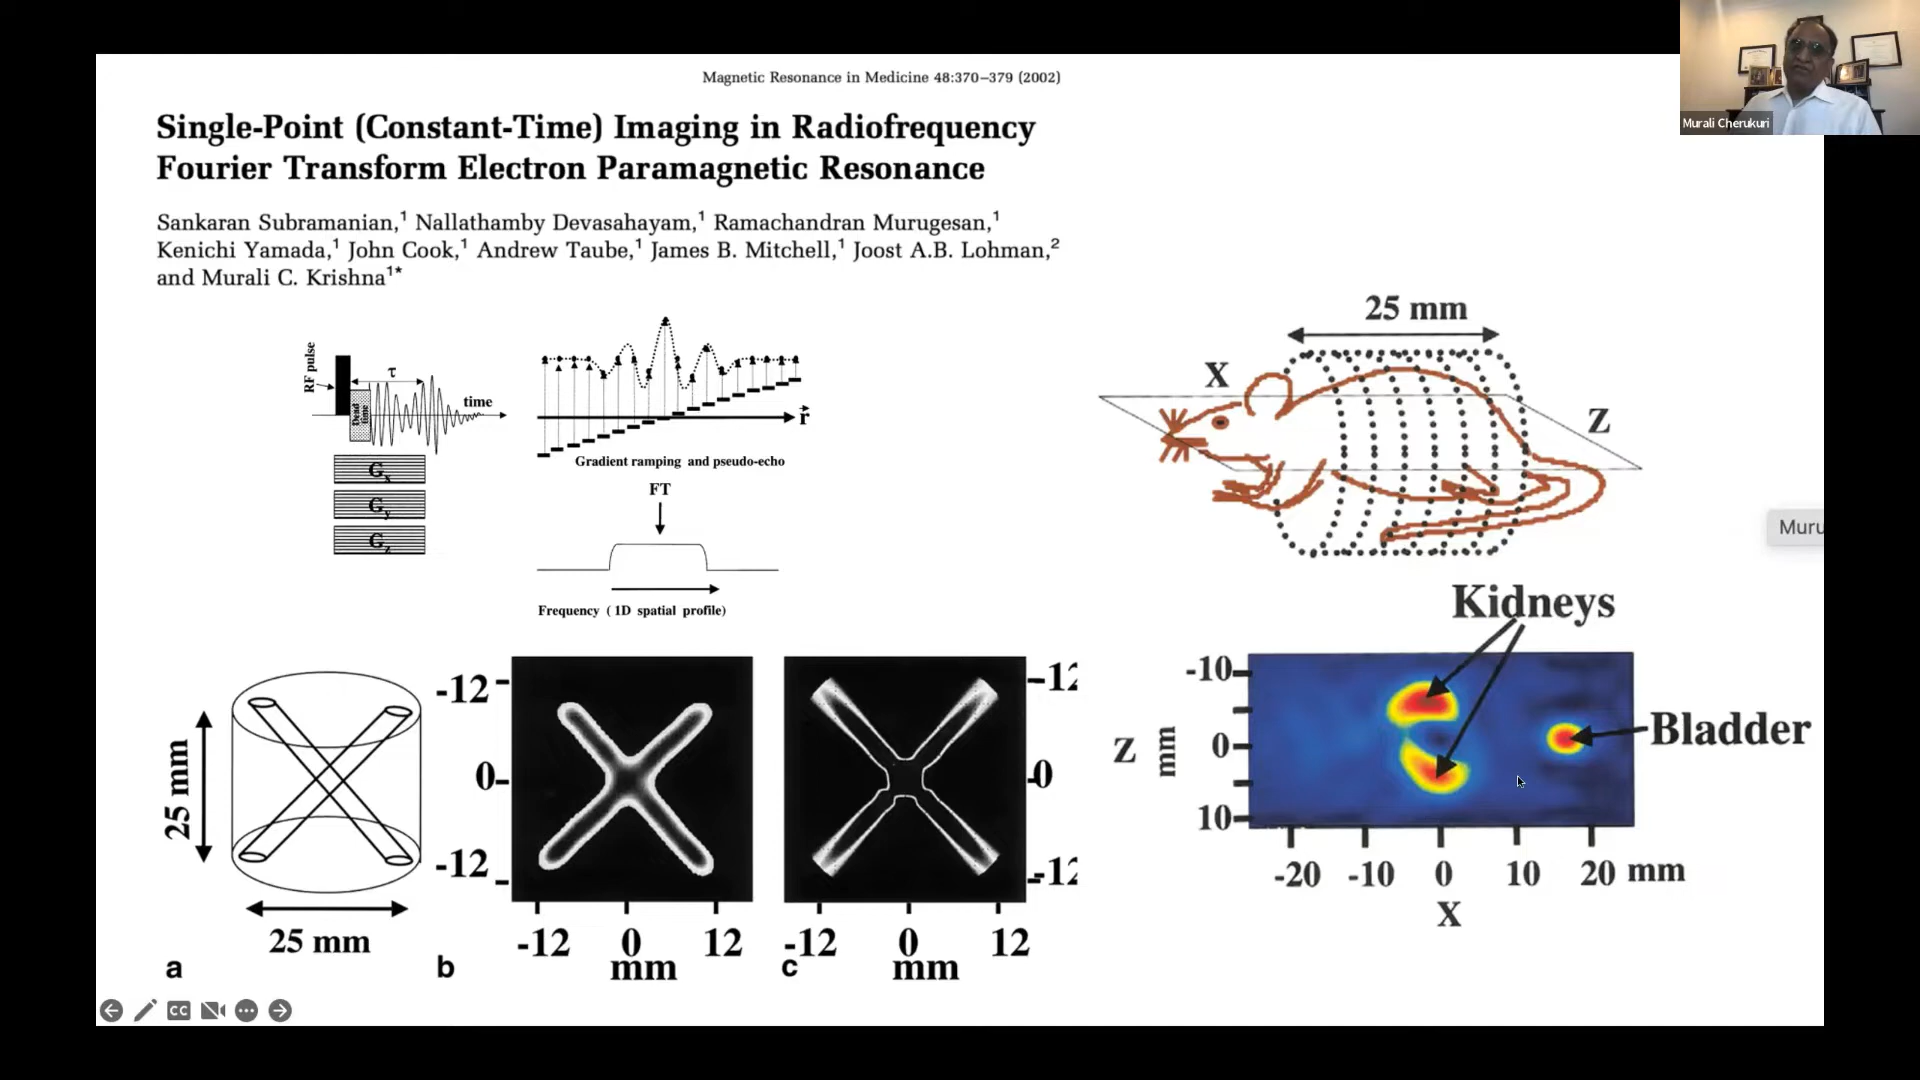 Magnetic Resonance in Medicine 48:370–379 (2002)
Single-Point (Constant-Time) Imaging in Radiofrequency
Fourier Transform Electron Paramagnetic Resonance
Sankaran Subramanian,¹ Nallathamby Devasahayam,¹ Ramachandran Murugesan,¹
Kenichi Yamada,¹ John Cook,¹ Andrew Taube,¹ James B. Mitchell,¹ Joost A.B. Lohman,²
and Murali C. Krishna¹*
Murali Cherukuri
RF pulse
τ
Dead time
time
Gx
Gy
Gz
r
Gradient ramping and pseudo-echo
FT
Frequency ( 1D spatial profile)
25 mm
X
Z
Muru
25 mm
25 mm
a
-12
0
-12
-12 0 12
mm
b
-12
0
-12
-12 0 12
mm
c
Kidneys
Bladder
-10
0
10
Z
mm
-20 -10 0 10 20 mm
X
CC